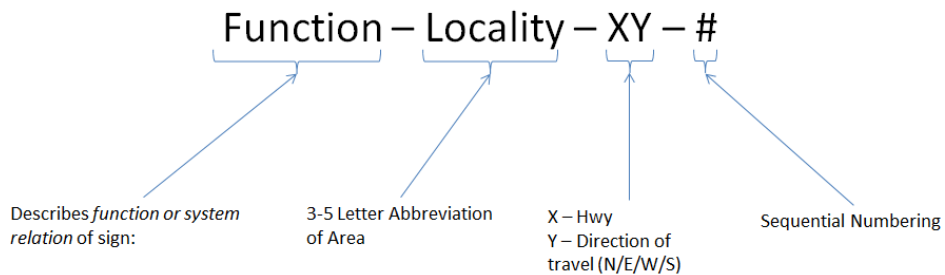 Function – Locality – XY – #
Describes function or system
relation of sign:
3-5 Letter Abbreviation
of Area
X – Hwy
Y – Direction of
travel (N/E/W/S)
Sequential Numbering